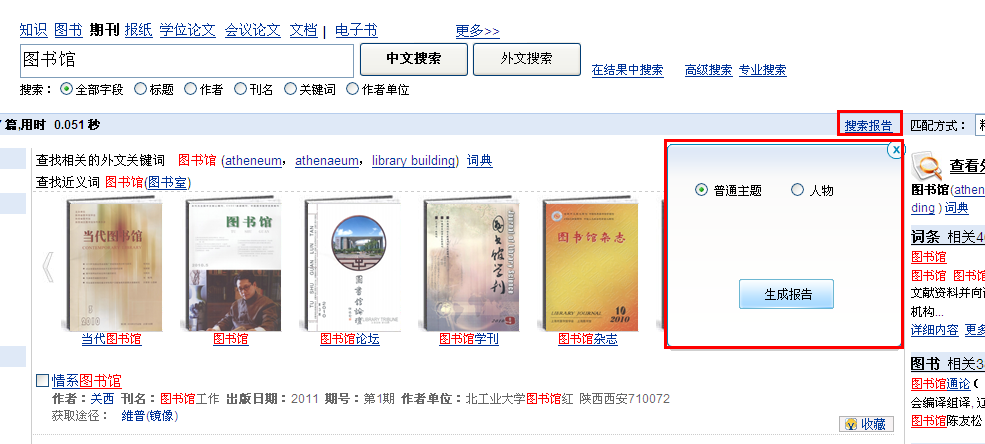 知识 图书 期刊 报纸 学位论文 会议论文 文档 | 电子书 更多>>
图书馆 中文搜索 外文搜索 在结果中搜索 高级搜索 专业搜索
搜索： 全部字段 标题 作者 刊名 关键词 作者单位
篇,用时 0.051 秒 搜索报告 匹配方式：
查找相关的外文关键词 图书馆 (atheneum，athenaeum，library building) 词典
查找近义词 图书馆(图书室)
x
普通主题 人物
生成报告
当代图书馆
图书馆
图书馆论坛
图书馆学刊
图书馆杂志
LIBRARY JOURNAL
10
2010
当代图书馆 图书馆 图书馆论坛 图书馆学刊 图书馆杂志
情系图书馆
作者：关西 刊名：图书馆工作 出版日期：2011 期号：第1期 作者单位：北工业大学图书馆红 陕西西安710072
获取途径： 维普(镜像)
收藏
查看
图书馆(athen
ding ) 词典
词条 相关4
图书馆
图书馆 图书
文献资料并向
机构...
详细内容 更多
图书 相关3
图书馆通论 (
会编译组译,
图书馆陈友松